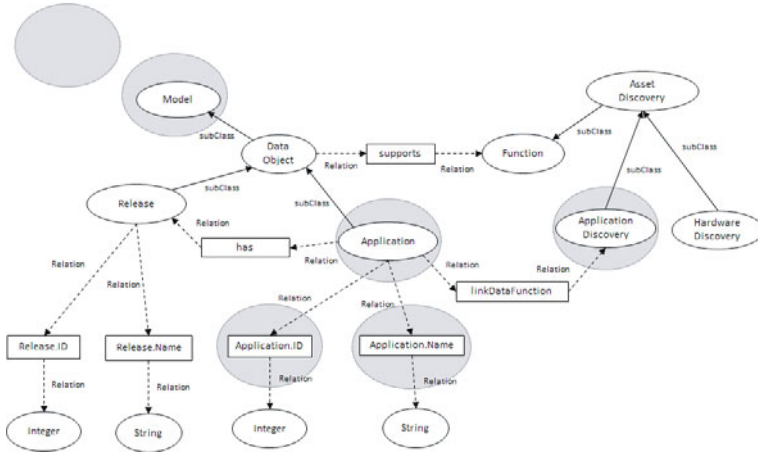 Asset
Discovery
Model
subClass
subClass
Data
Object
Relation
supports
Relation
Function
subClass
subClass
subClass
subClass
Release
Relation
has
Relation
Application
Application
Discovery
Hardware
Discovery
Relation
Relation
linkDataFunction
Relation
Relation
Relation
Relation
Release.ID
Release.Name
Application.ID
Application.Name
Relation
Relation
Relation
Relation
Integer
String
Integer
String